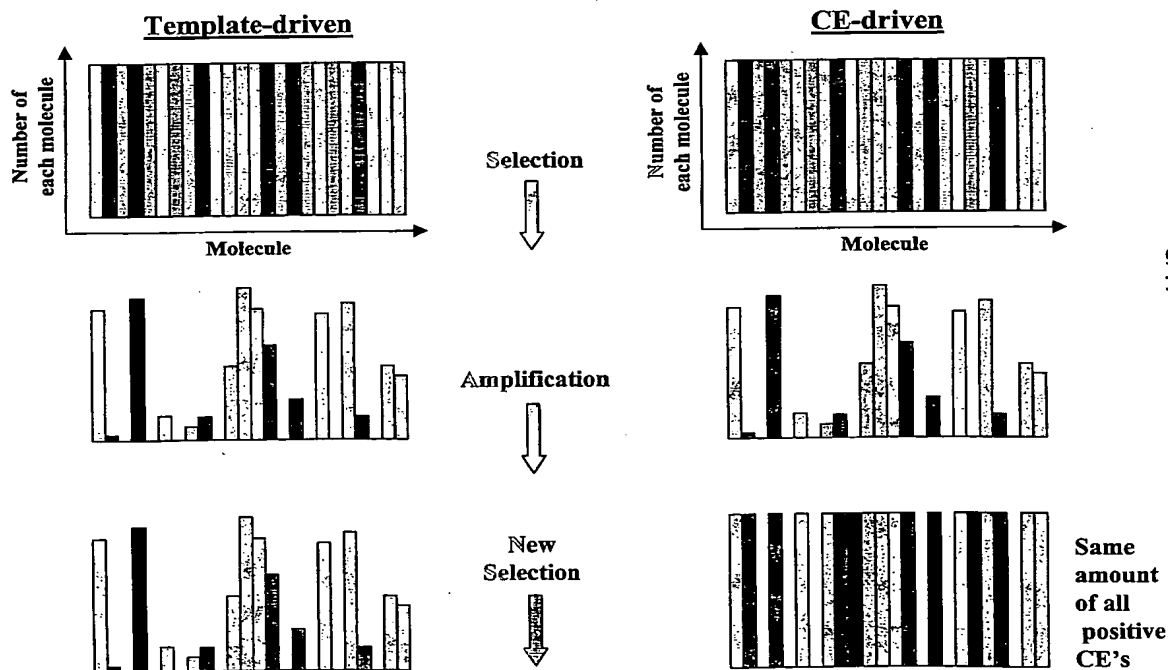 Template-driven
CE-driven
Number of
each molecule
Molecule
Selection
Number of
each molecule
Molecule
Amplification
New
Selection
Same
amount
of all
positive
CE's